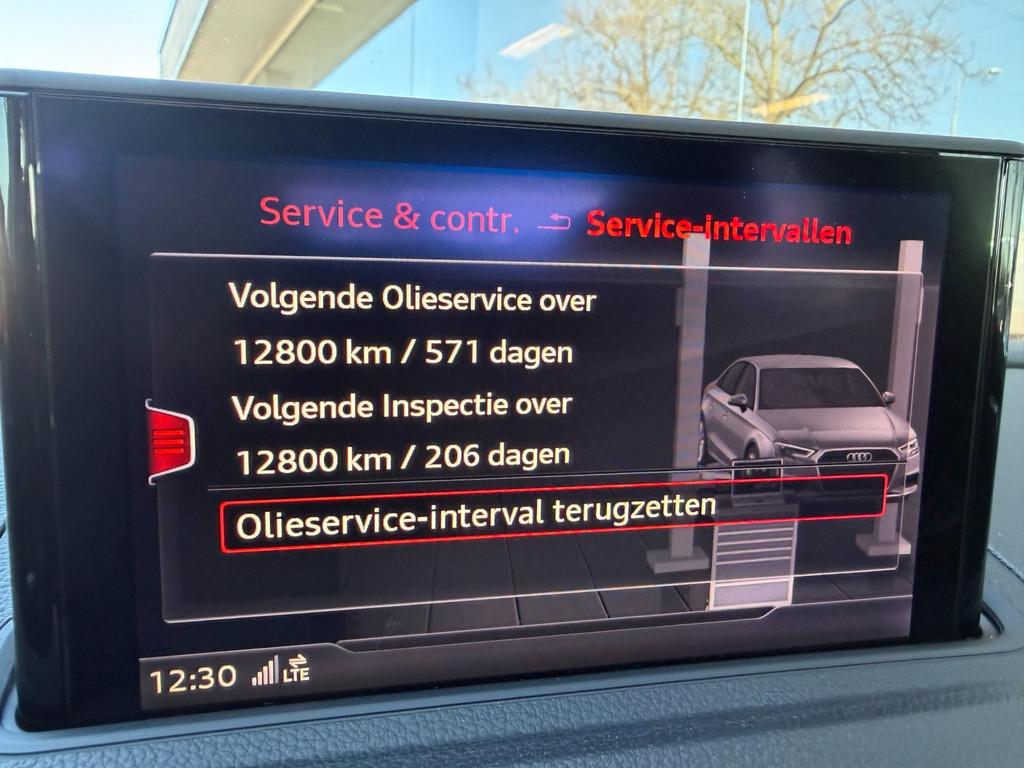 Service & contr. Service-intervallen
Volgende Olieservice over
12800 km / 571 dagen
Volgende Inspectie over
12800 km / 206 dagen
Olieservice-interval terugzetten
12:30 LTE